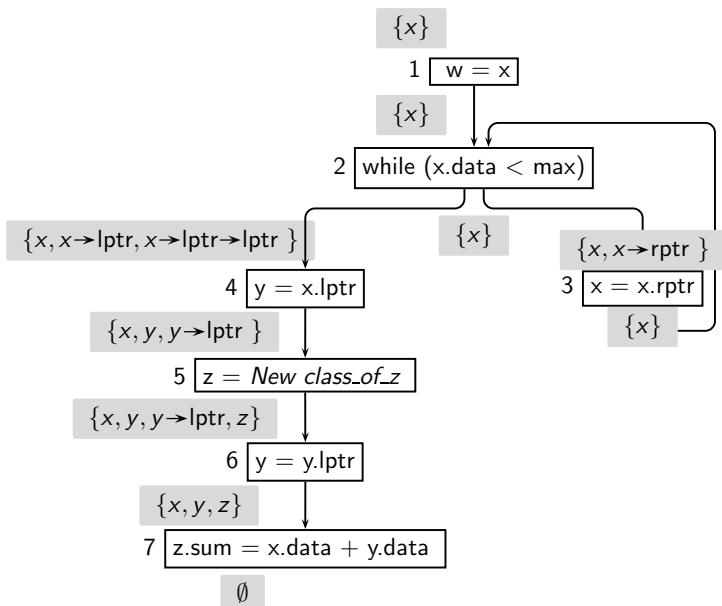 {x}
1 w = x
{x}
2 while (x.data < max)
{x, x→lptr, x→lptr→lptr }
{x}
{x, x→rptr }
4 y = x.lptr
3 x = x.rptr
{x, y, y→lptr }
{x}
5 z = New class_of_z
{x, y, y→lptr, z}
6 y = y.lptr
{x, y, z}
7 z.sum = x.data + y.data
∅